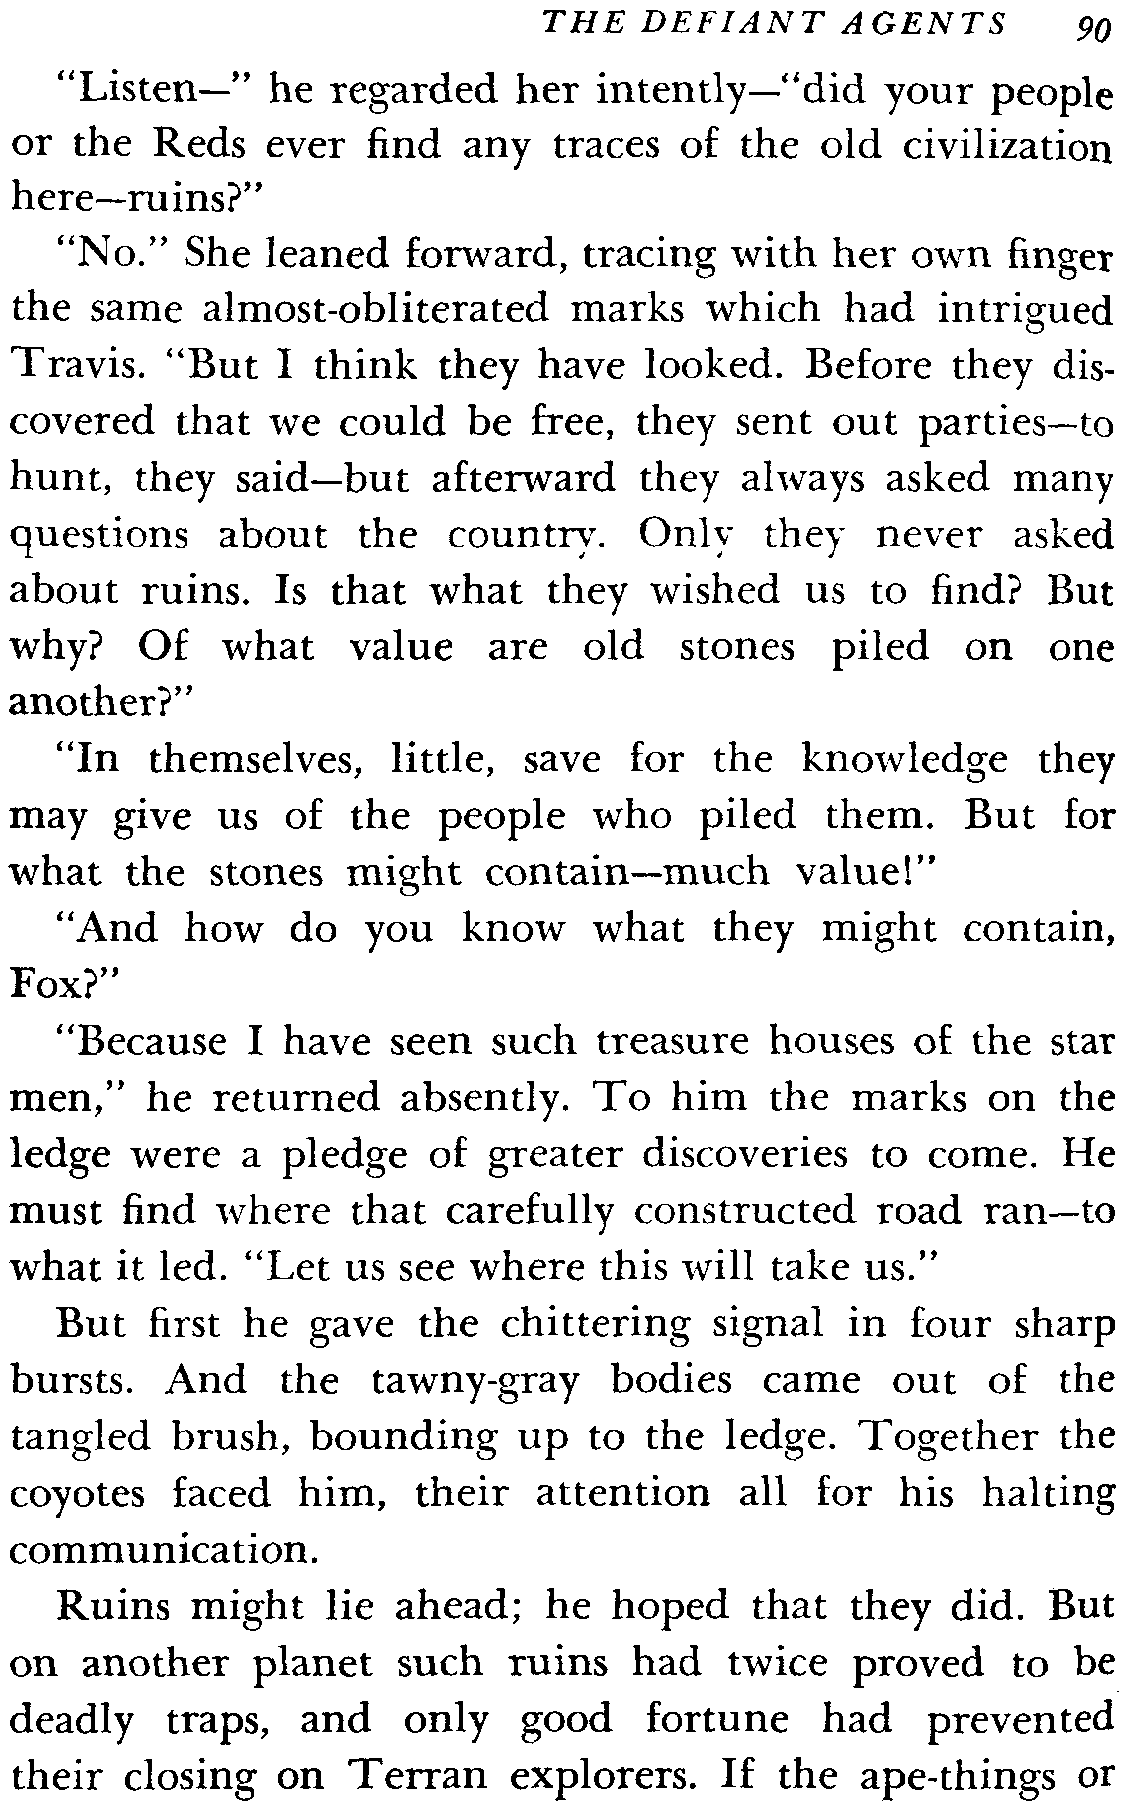 THE DEFIANT AGENTS 90
“Listen—” he regarded her intently—“did your people
or the Reds ever find any traces of the old civilization
here—ruins?”
“No.” She leaned forward, tracing with her own finger
the same almost-obliterated marks which had intrigued
Travis. “But I think they have looked. Before they dis-
covered that we could be free, they sent out parties—to
hunt, they said—but afterward they always asked many
questions about the country. Only they never asked
about ruins. Is that what they wished us to find? But
why? Of what value are old stones piled on one
another?”
“In themselves, little, save for the knowledge they
may give us of the people who piled them. But for
what the stones might contain—much value!”
“And how do you know what they might contain,
Fox?”
“Because I have seen such treasure houses of the star
men,” he returned absently. To him the marks on the
ledge were a pledge of greater discoveries to come. He
must find where that carefully constructed road ran—to
what it led. “Let us see where this will take us.”
But first he gave the chittering signal in four sharp
bursts. And the tawny-gray bodies came out of the
tangled brush, bounding up to the ledge. Together the
coyotes faced him, their attention all for his halting
communication.
Ruins might lie ahead; he hoped that they did. But
on another planet such ruins had twice proved to be
deadly traps, and only good fortune had prevented
their closing on Terran explorers. If the ape-things or